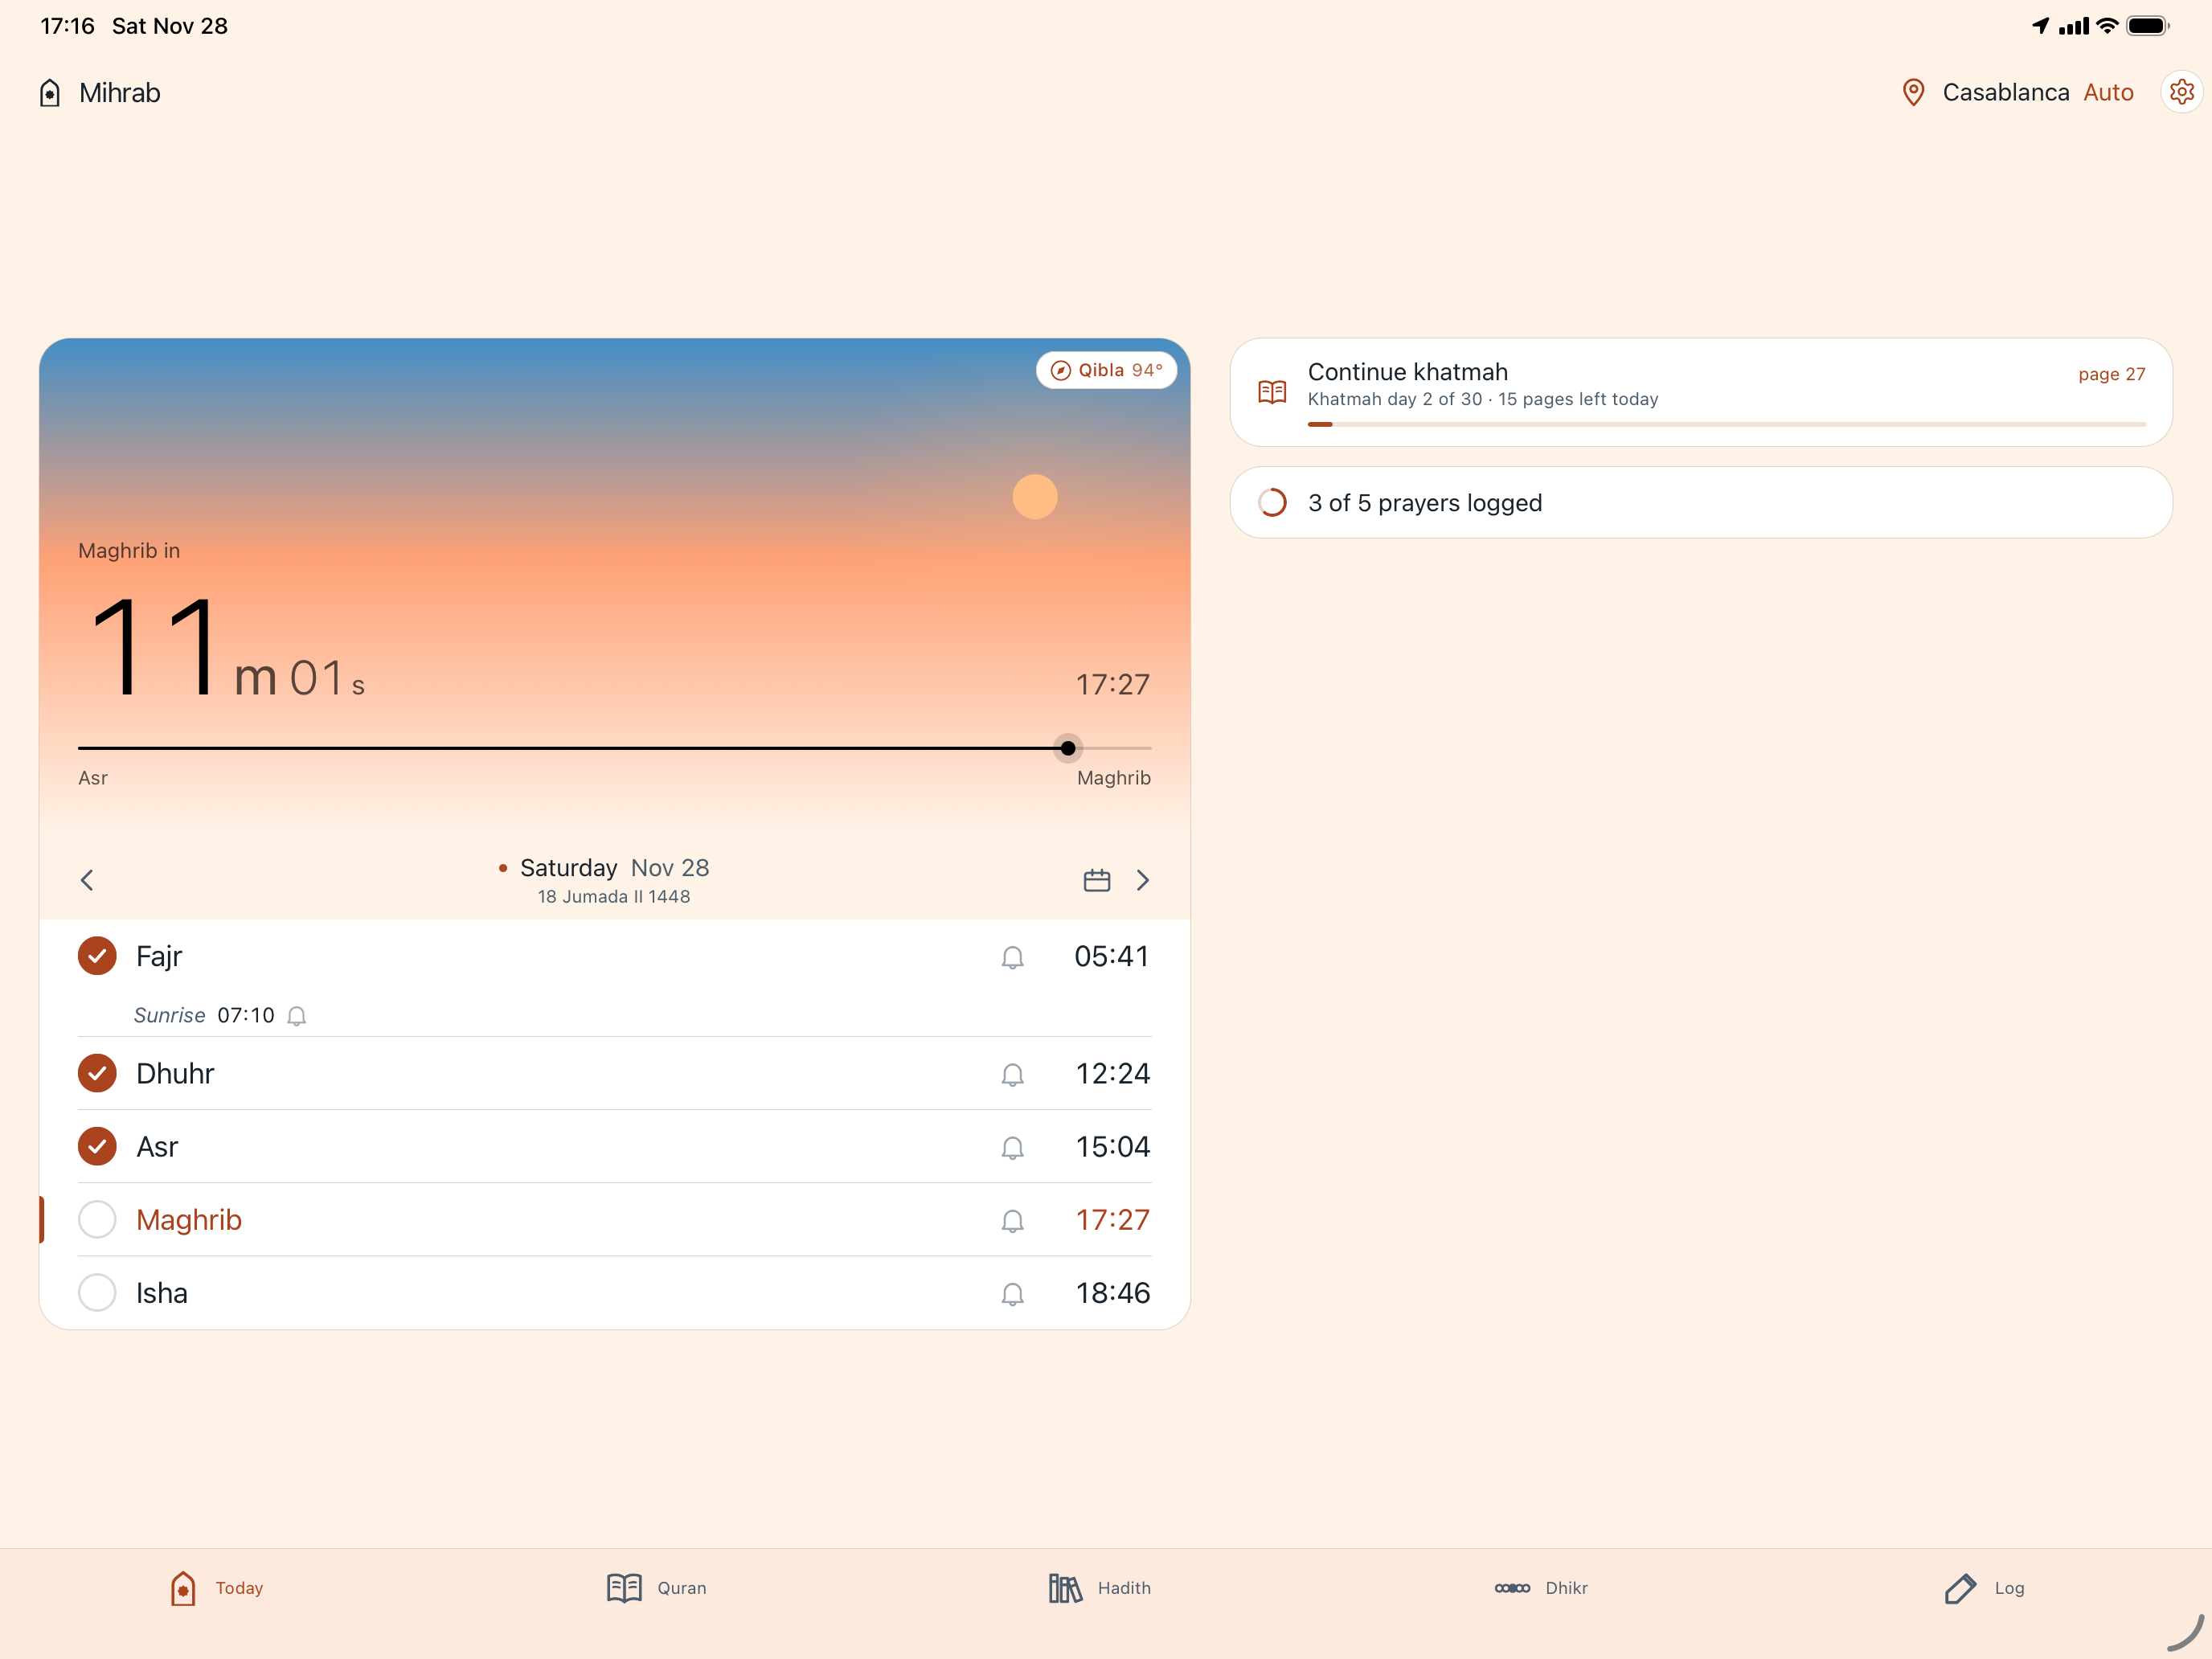 17:16 Sat Nov 28
Mihrab
Casablanca Auto
Qibla 94°
Maghrib in
11 m 01 s
17:27
Asr
Maghrib
Saturday Nov 28
18 Jumada II 1448
Fajr 05:41
Sunrise 07:10
Dhuhr 12:24
Asr 15:04
Maghrib 17:27
Isha 18:46
Continue khatmah
page 27
Khatmah day 2 of 30 · 15 pages left today
3 of 5 prayers logged
Today
Quran
Hadith
Dhikr
Log